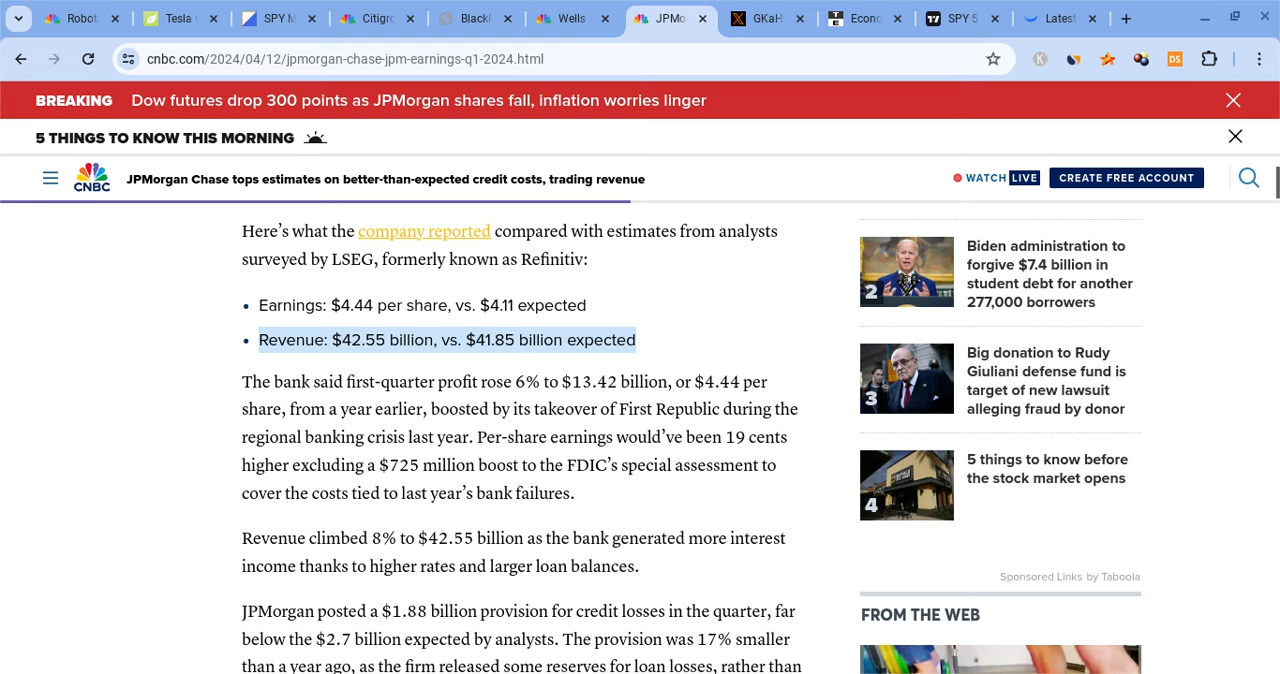 Robot
Tesla
SPY M
Citigro
Black
Wells
JPMo
GKaH
Econo
SPY 5
Latest
cnbc.com/2024/04/12/jpmorgan-chase-jpm-earnings-q1-2024.html
K
DS
BREAKING Dow futures drop 300 points as JPMorgan shares fall, inflation worries linger
5 THINGS TO KNOW THIS MORNING
CNBC
JPMorgan Chase tops estimates on better-than-expected credit costs, trading revenue
WATCH LIVE
CREATE FREE ACCOUNT
Here’s what the company reported compared with estimates from analysts
surveyed by LSEG, formerly known as Refinitiv:
• Earnings: $4.44 per share, vs. $4.11 expected
• Revenue: $42.55 billion, vs. $41.85 billion expected
The bank said first-quarter profit rose 6% to $13.42 billion, or $4.44 per
share, from a year earlier, boosted by its takeover of First Republic during the
regional banking crisis last year. Per-share earnings would’ve been 19 cents
higher excluding a $725 million boost to the FDIC’s special assessment to
cover the costs tied to last year’s bank failures.
Revenue climbed 8% to $42.55 billion as the bank generated more interest
income thanks to higher rates and larger loan balances.
JPMorgan posted a $1.88 billion provision for credit losses in the quarter, far
below the $2.7 billion expected by analysts. The provision was 17% smaller
than a year ago, as the firm released some reserves for loan losses, rather than
2
Biden administration to
forgive $7.4 billion in
student debt for another
277,000 borrowers
3
Big donation to Rudy
Giuliani defense fund is
target of new lawsuit
alleging fraud by donor
4
5 things to know before
the stock market opens
Sponsored Links by Taboola
FROM THE WEB